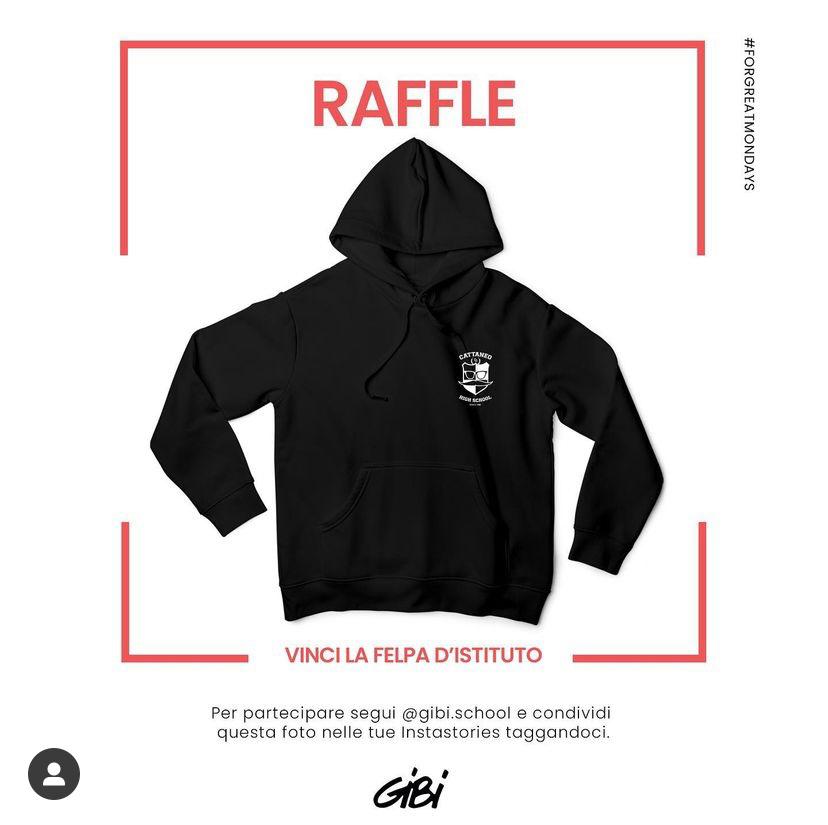 RAFFLE
#FORGREATMONDAYS
CATTANEO
HIGH SCHOOL
VINCI LA FELPA D'ISTITUTO
Per partecipare segui @gibi.school e condividi
questa foto nelle tue Instastories taggandoci.
GiBi